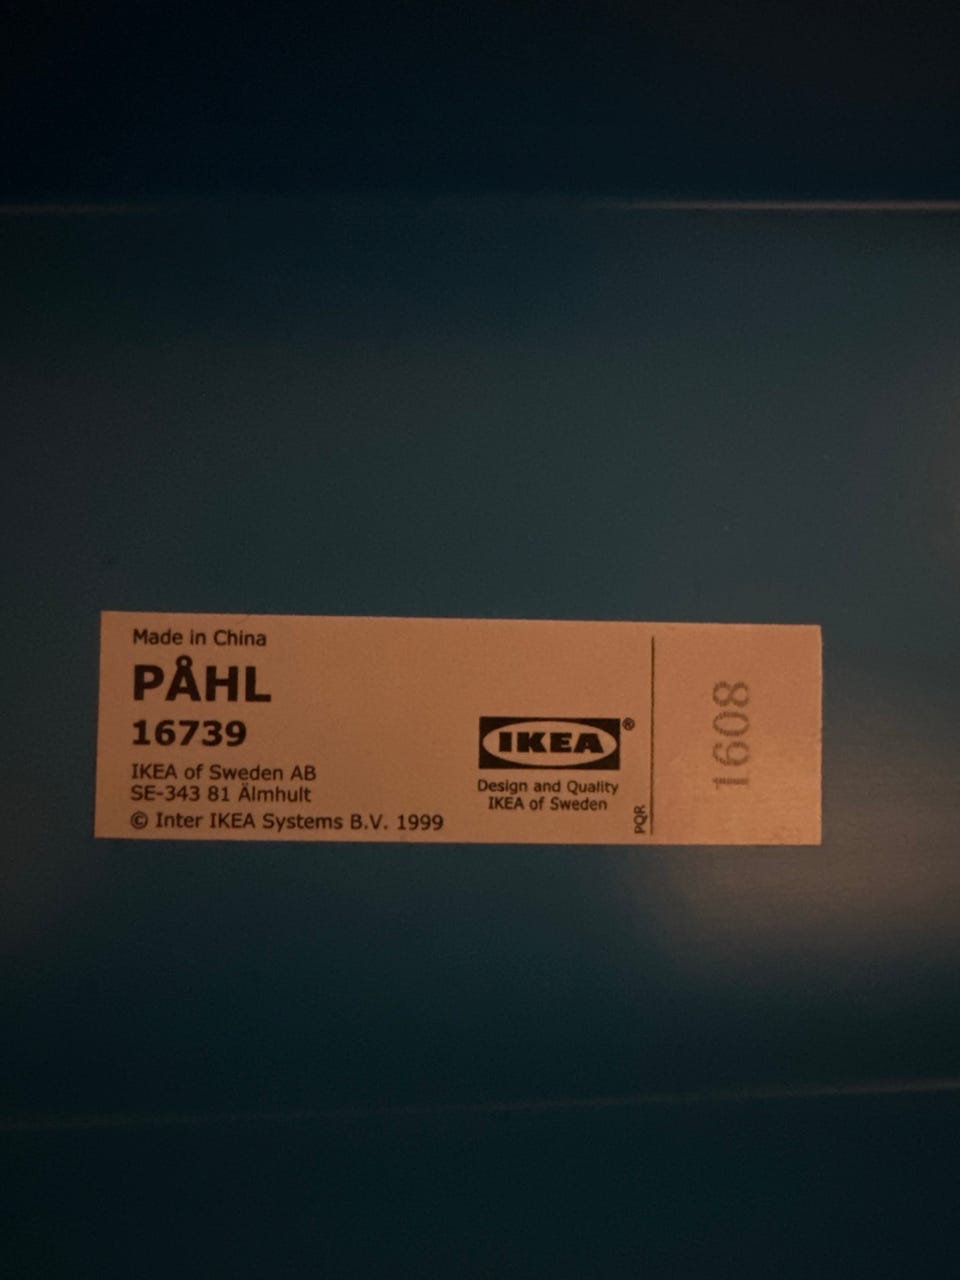 Made in China
PÅHL
16739
IKEA of Sweden AB
SE-343 81 Älmhult
© Inter IKEA Systems B.V. 1999
IKEA®
Design and Quality
IKEA of Sweden
PQR
1608